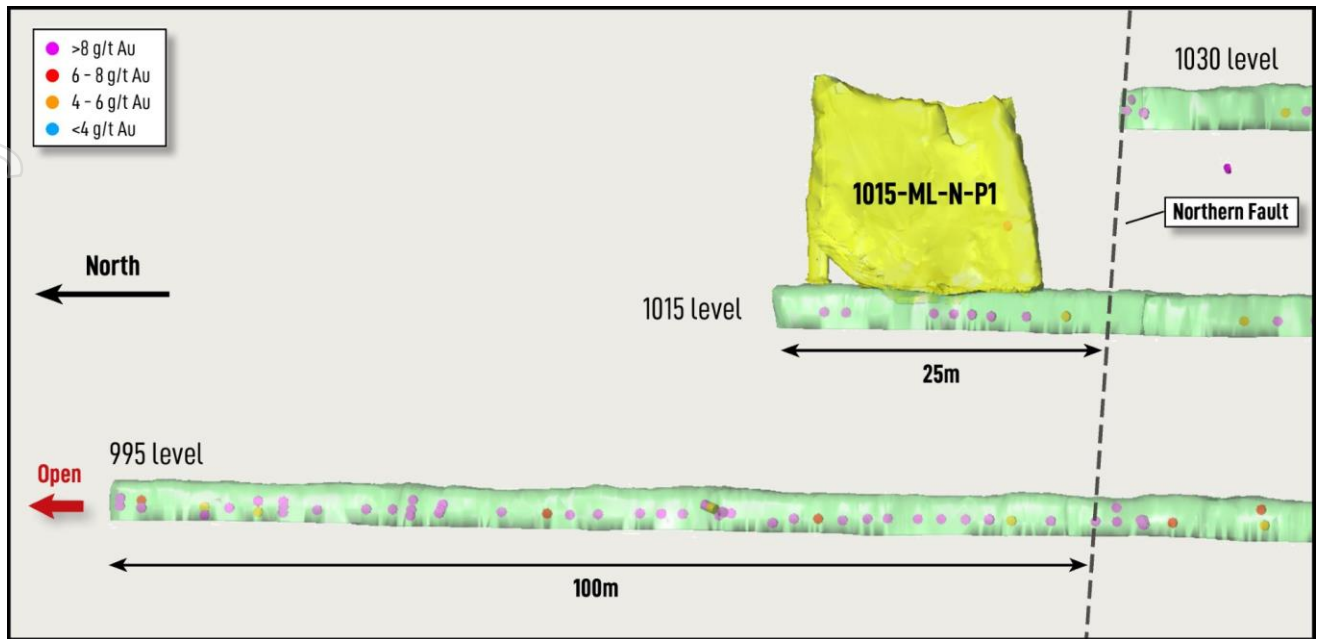 >8 g/t Au
6 - 8 g/t Au
4 - 6 g/t Au
<4 g/t Au
1030 level
1015-ML-N-P1
Northern Fault
North
1015 level
25m
995 level
Open
100m